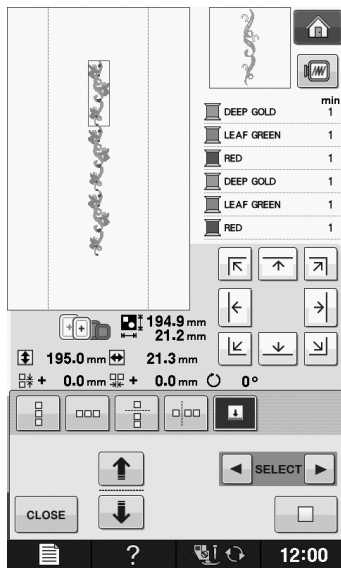 min
DEEP GOLD 1
LEAF GREEN 1
RED 1
DEEP GOLD 1
LEAF GREEN 1
RED 1
194.9 mm
21.2 mm
195.0 mm 21.3 mm
+ 0.0 mm + 0.0 mm 0°
SELECT
CLOSE
? 12:00